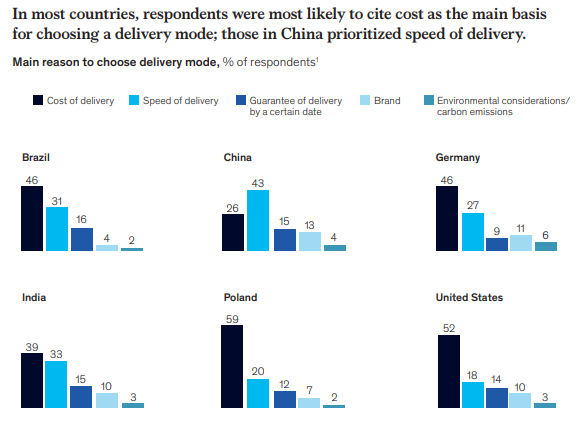 In most countries, respondents were most likely to cite cost as the main basis
for choosing a delivery mode; those in China prioritized speed of delivery.
Main reason to choose delivery mode, % of respondents¹
Cost of delivery Speed of delivery Guarantee of delivery Brand Environmental considerations/
by a certain date carbon emissions
Brazil China Germany
46 31 16 4 2
26 43 15 13 4
46 27 9 11 6
India Poland United States
39 33 15 10 3
59 20 12 7 2
52 18 14 10 3